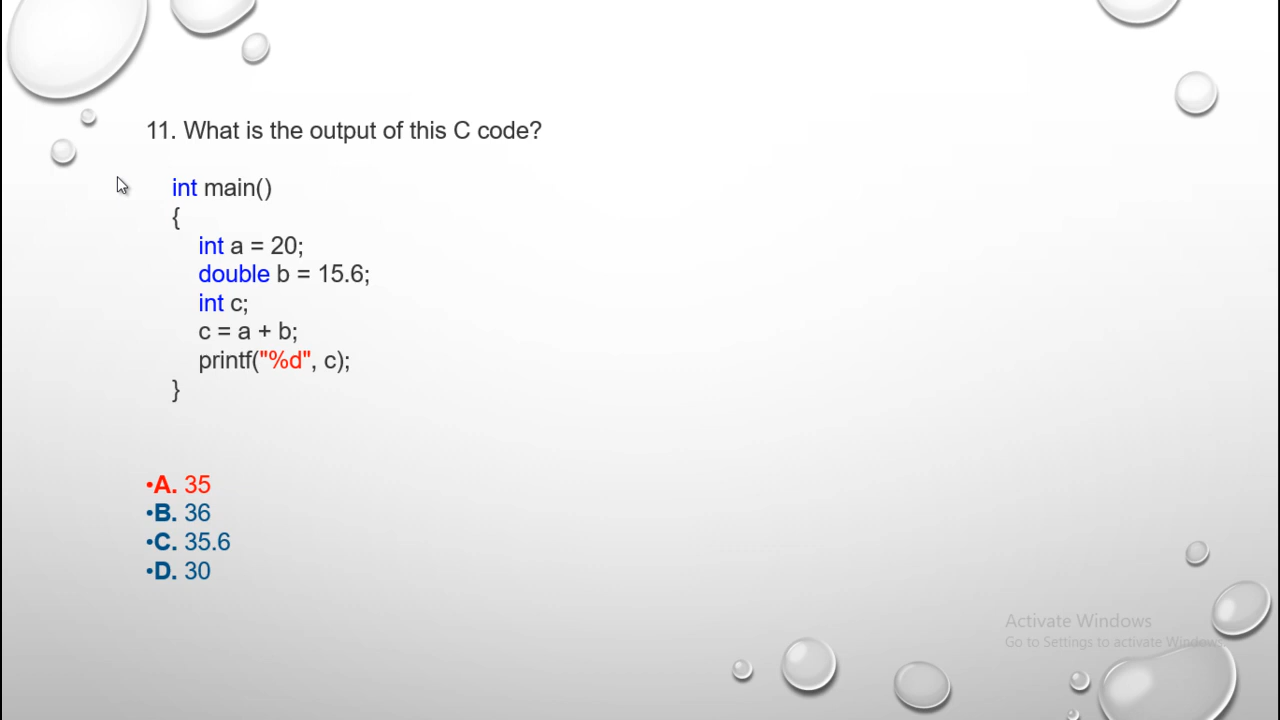 11. What is the output of this C code?
int main()
{
int a = 20;
double b = 15.6;
int c;
c = a + b;
printf("%d", c);
}
•A. 35
•B. 36
•C. 35.6
•D. 30
Activate Windows
Go to Settings to activate Windows.